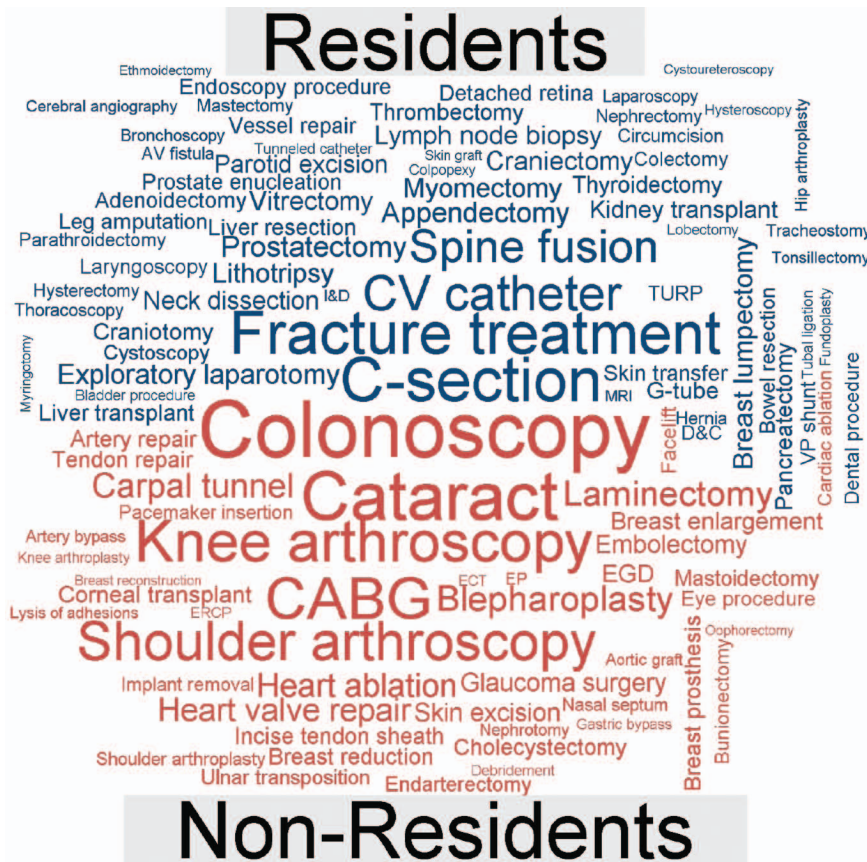 Residents
Ethmoidectomy
Cystoureteroscopy
Endoscopy procedure
Detached retina
Laparoscopy
Cerebral angiography
Mastectomy
Thrombectomy
Nephrectomy
Hysteroscopy
Bronchoscopy
Vessel repair
Lymph node biopsy
Circumcision
Hip arthroplasty
AV fistula
Tunneled catheter
Parotid excision
Skin graft
Colpopexy
Craniectomy
Colectomy
Prostate enucleation
Myomectomy
Thyroidectomy
Adenoidectomy
Vitrectomy
Appendectomy
Kidney transplant
Leg amputation
Liver resection
Lobectomy
Tracheostomy
Parathroidectomy
Prostatectomy
Spine fusion
Tonsillectomy
Laryngoscopy
Lithotripsy
Hysterectomy
Neck dissection
I&D
CV catheter
TURP
Thoracoscopy
Craniotomy
Fracture treatment
Cystoscopy
Myringotomy
Exploratory laparotomy
C-section
Skin transfer
MRI
G-tube
Bladder procedure
Liver transplant
Hernia
D&C
Breast lumpectomy
Bowel resection
Pancreatectomy
Tubal ligation
VP shunt
Fundoplasty
Cardiac ablation
Dental procedure
Facelift
Colonoscopy
Artery repair
Tendon repair
Carpal tunnel
Cataract
Laminectomy
Pacemaker insertion
Breast enlargement
Artery bypass
Knee arthroscopy
Embolectomy
Knee arthroplasty
Breast reconstruction
ECT
EP
EGD
Mastoidectomy
Corneal transplant
CABG
Blepharoplasty
Eye procedure
Lysis of adhesions
ERCP
Shoulder arthroscopy
Oophorectomy
Aortic graft
Breast prosthesis
Bunionectomy
Implant removal
Heart ablation
Glaucoma surgery
Heart valve repair
Skin excision
Nasal septum
Nephrotomy
Gastric bypass
Incise tendon sheath
Cholecystectomy
Shoulder arthroplasty
Breast reduction
Debridement
Ulnar transposition
Endarterectomy
Non-Residents